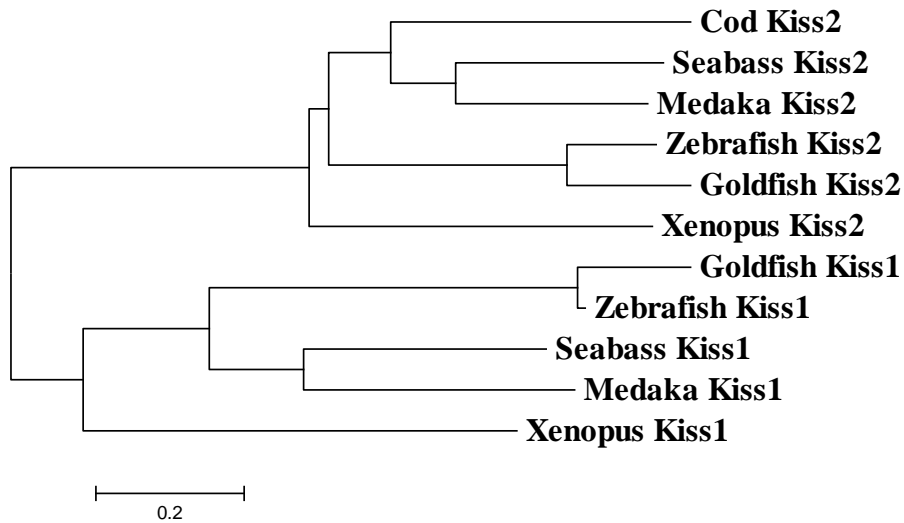 Cod Kiss2
Seabass Kiss2
Medaka Kiss2
Zebrafish Kiss2
Goldfish Kiss2
Xenopus Kiss2
Goldfish Kiss1
Zebrafish Kiss1
Seabass Kiss1
Medaka Kiss1
Xenopus Kiss1
0.2